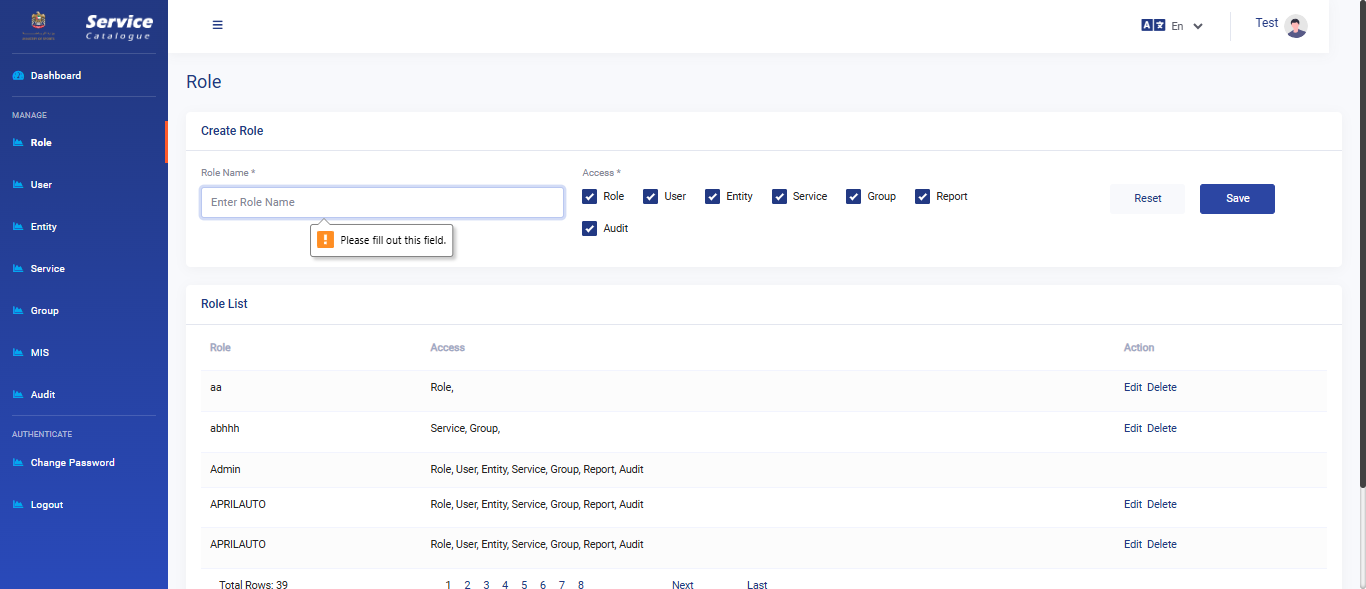 Service
Catalogue
En
Test
Dashboard
MANAGE
Role
User
Entity
Service
Group
MIS
Audit
AUTHENTICATE
Change Password
Logout
Role
Create Role
Role Name *
Enter Role Name
Please fill out this field.
Access *
Role User Entity Service Group Report
Audit
Reset Save
Role List
Role Access Action
aa Role, Edit Delete
abhhh Service, Group, Edit Delete
Admin Role, User, Entity, Service, Group, Report, Audit
APRILAUTO Role, User, Entity, Service, Group, Report, Audit Edit Delete
APRILAUTO Role, User, Entity, Service, Group, Report, Audit Edit Delete
Total Rows: 39 1 2 3 4 5 6 7 8 Next Last